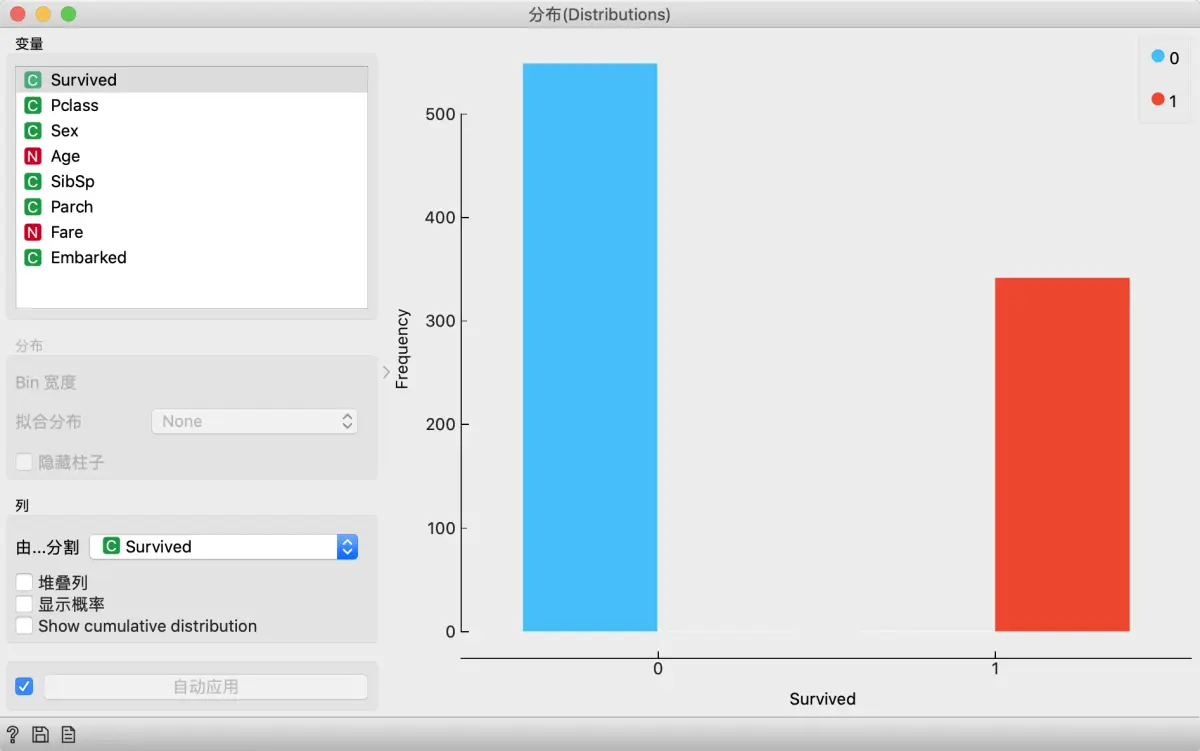 分布(Distributions)
变量
C Survived
C Pclass
C Sex
N Age
C SibSp
C Parch
N Fare
C Embarked
分布
Bin 宽度
拟合分布 None
隐藏柱子
列
由...分割 C Survived
堆叠列
显示概率
Show cumulative distribution
自动应用
?
0
1
500
400
300
200
100
0
Frequency
0 1
Survived